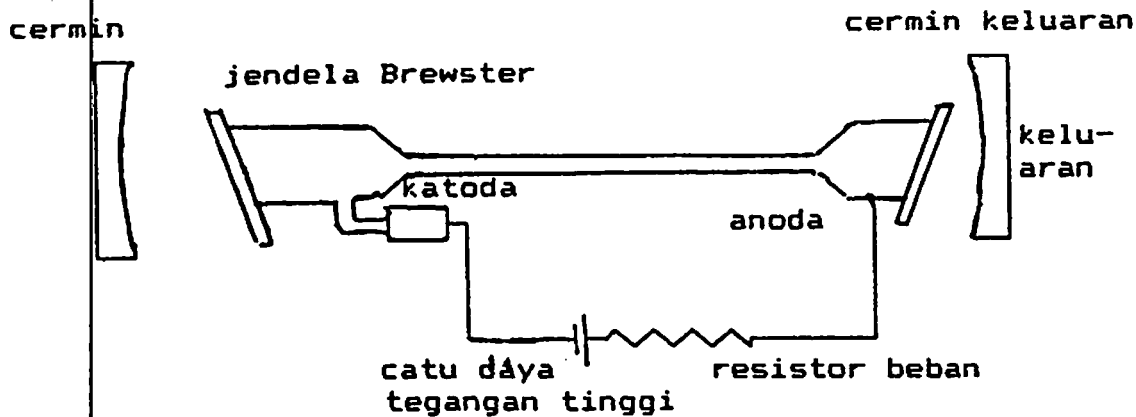 cermin
cermin keluaran
jendela Brewster
kelu-
aran
katoda
anoda
catu daya
tegangan tinggi
resistor beban